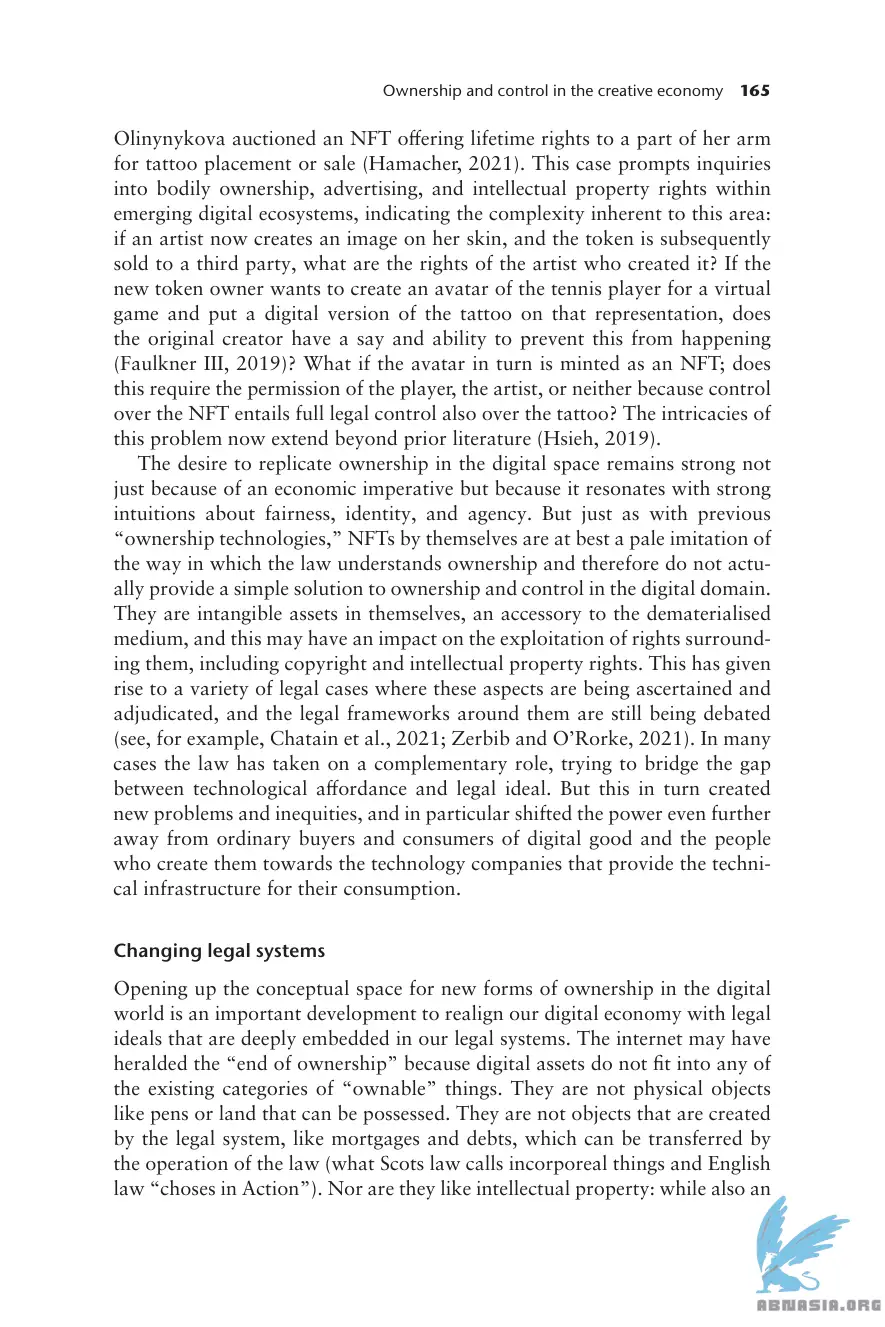 Ownership and control in the creative economy 165
Olinynykova auctioned an NFT offering lifetime rights to a part of her arm
for tattoo placement or sale (Hamacher, 2021). This case prompts inquiries
into bodily ownership, advertising, and intellectual property rights within
emerging digital ecosystems, indicating the complexity inherent to this area:
if an artist now creates an image on her skin, and the token is subsequently
sold to a third party, what are the rights of the artist who created it? If the
new token owner wants to create an avatar of the tennis player for a virtual
game and put a digital version of the tattoo on that representation, does
the original creator have a say and ability to prevent this from happening
(Faulkner III, 2019)? What if the avatar in turn is minted as an NFT; does
this require the permission of the player, the artist, or neither because control
over the NFT entails full legal control also over the tattoo? The intricacies of
this problem now extend beyond prior literature (Hsieh, 2019).
The desire to replicate ownership in the digital space remains strong not
just because of an economic imperative but because it resonates with strong
intuitions about fairness, identity, and agency. But just as with previous
“ownership technologies,” NFTs by themselves are at best a pale imitation of
the way in which the law understands ownership and therefore do not actu-
ally provide a simple solution to ownership and control in the digital domain.
They are intangible assets in themselves, an accessory to the dematerialised
medium, and this may have an impact on the exploitation of rights surround-
ing them, including copyright and intellectual property rights. This has given
rise to a variety of legal cases where these aspects are being ascertained and
adjudicated, and the legal frameworks around them are still being debated
(see, for example, Chatain et al., 2021; Zerbib and O’Rorke, 2021). In many
cases the law has taken on a complementary role, trying to bridge the gap
between technological affordance and legal ideal. But this in turn created
new problems and inequities, and in particular shifted the power even further
away from ordinary buyers and consumers of digital good and the people
who create them towards the technology companies that provide the techni-
cal infrastructure for their consumption.
Changing legal systems
Opening up the conceptual space for new forms of ownership in the digital
world is an important development to realign our digital economy with legal
ideals that are deeply embedded in our legal systems. The internet may have
heralded the “end of ownership” because digital assets do not fit into any of
the existing categories of “ownable” things. They are not physical objects
like pens or land that can be possessed. They are not objects that are created
by the legal system, like mortgages and debts, which can be transferred by
the operation of the law (what Scots law calls incorporeal things and English
law “choses in Action”). Nor are they like intellectual property: while also an
ABNASIA.ORG